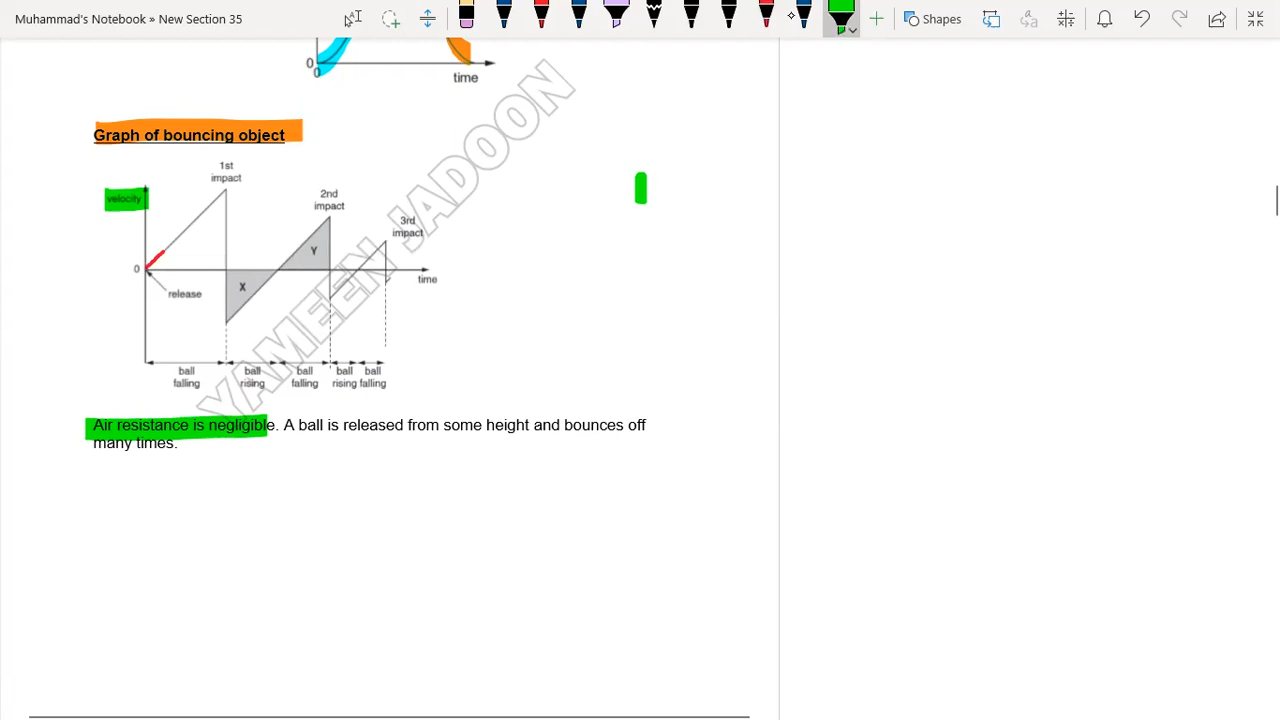 Muhammad's Notebook » New Section 35
Shapes
0
0
time
Graph of bouncing object
1st
impact
2nd
impact
3rd
impact
velocity
Y
0
time
X
release
ball
falling
ball
rising
ball
falling
ball
rising
ball
falling
YAMEEN JADOON
Air resistance is negligible. A ball is released from some height and bounces off
many times.